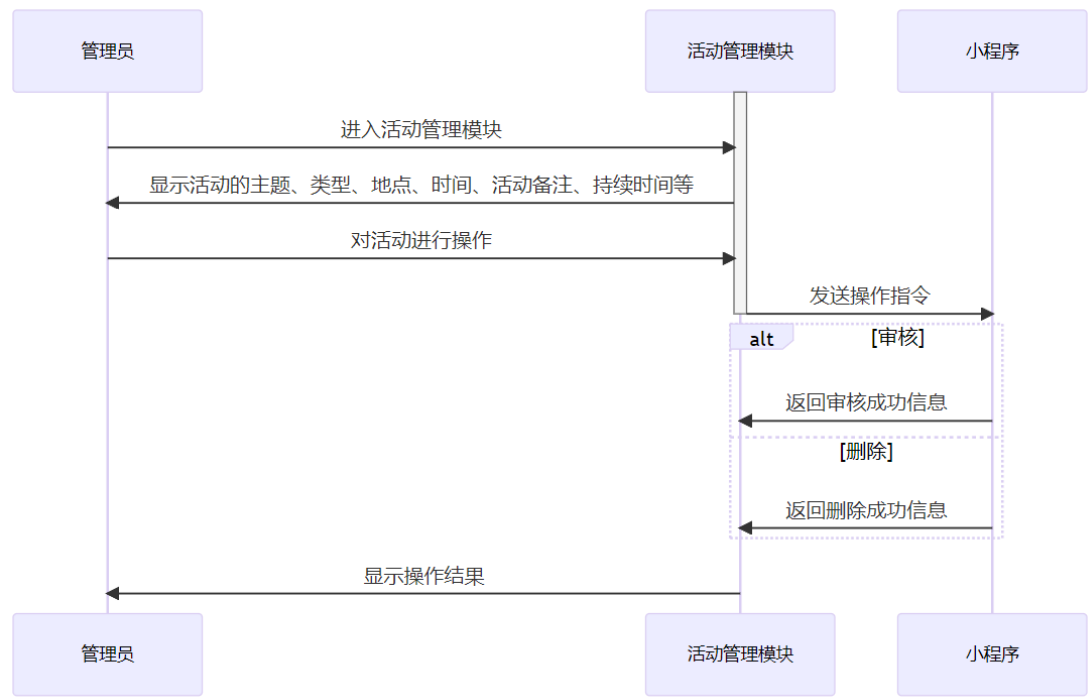 管理员
活动管理模块
小程序
进入活动管理模块
显示活动的主题、类型、地点、时间、活动备注、持续时间等
对活动进行操作
发送操作指令
alt
[审核]
返回审核成功信息
[删除]
返回删除成功信息
显示操作结果
管理员
活动管理模块
小程序